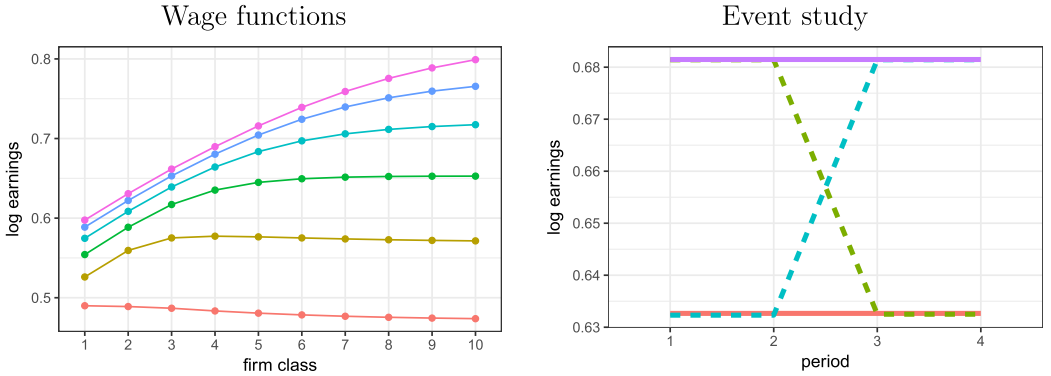 Wage functions
0.8
0.7
0.6
0.5
log earnings
1 2 3 4 5 6 7 8 9 10
firm class
Event study
0.68
0.67
0.66
0.65
0.64
0.63
log earnings
1 2 3 4
period